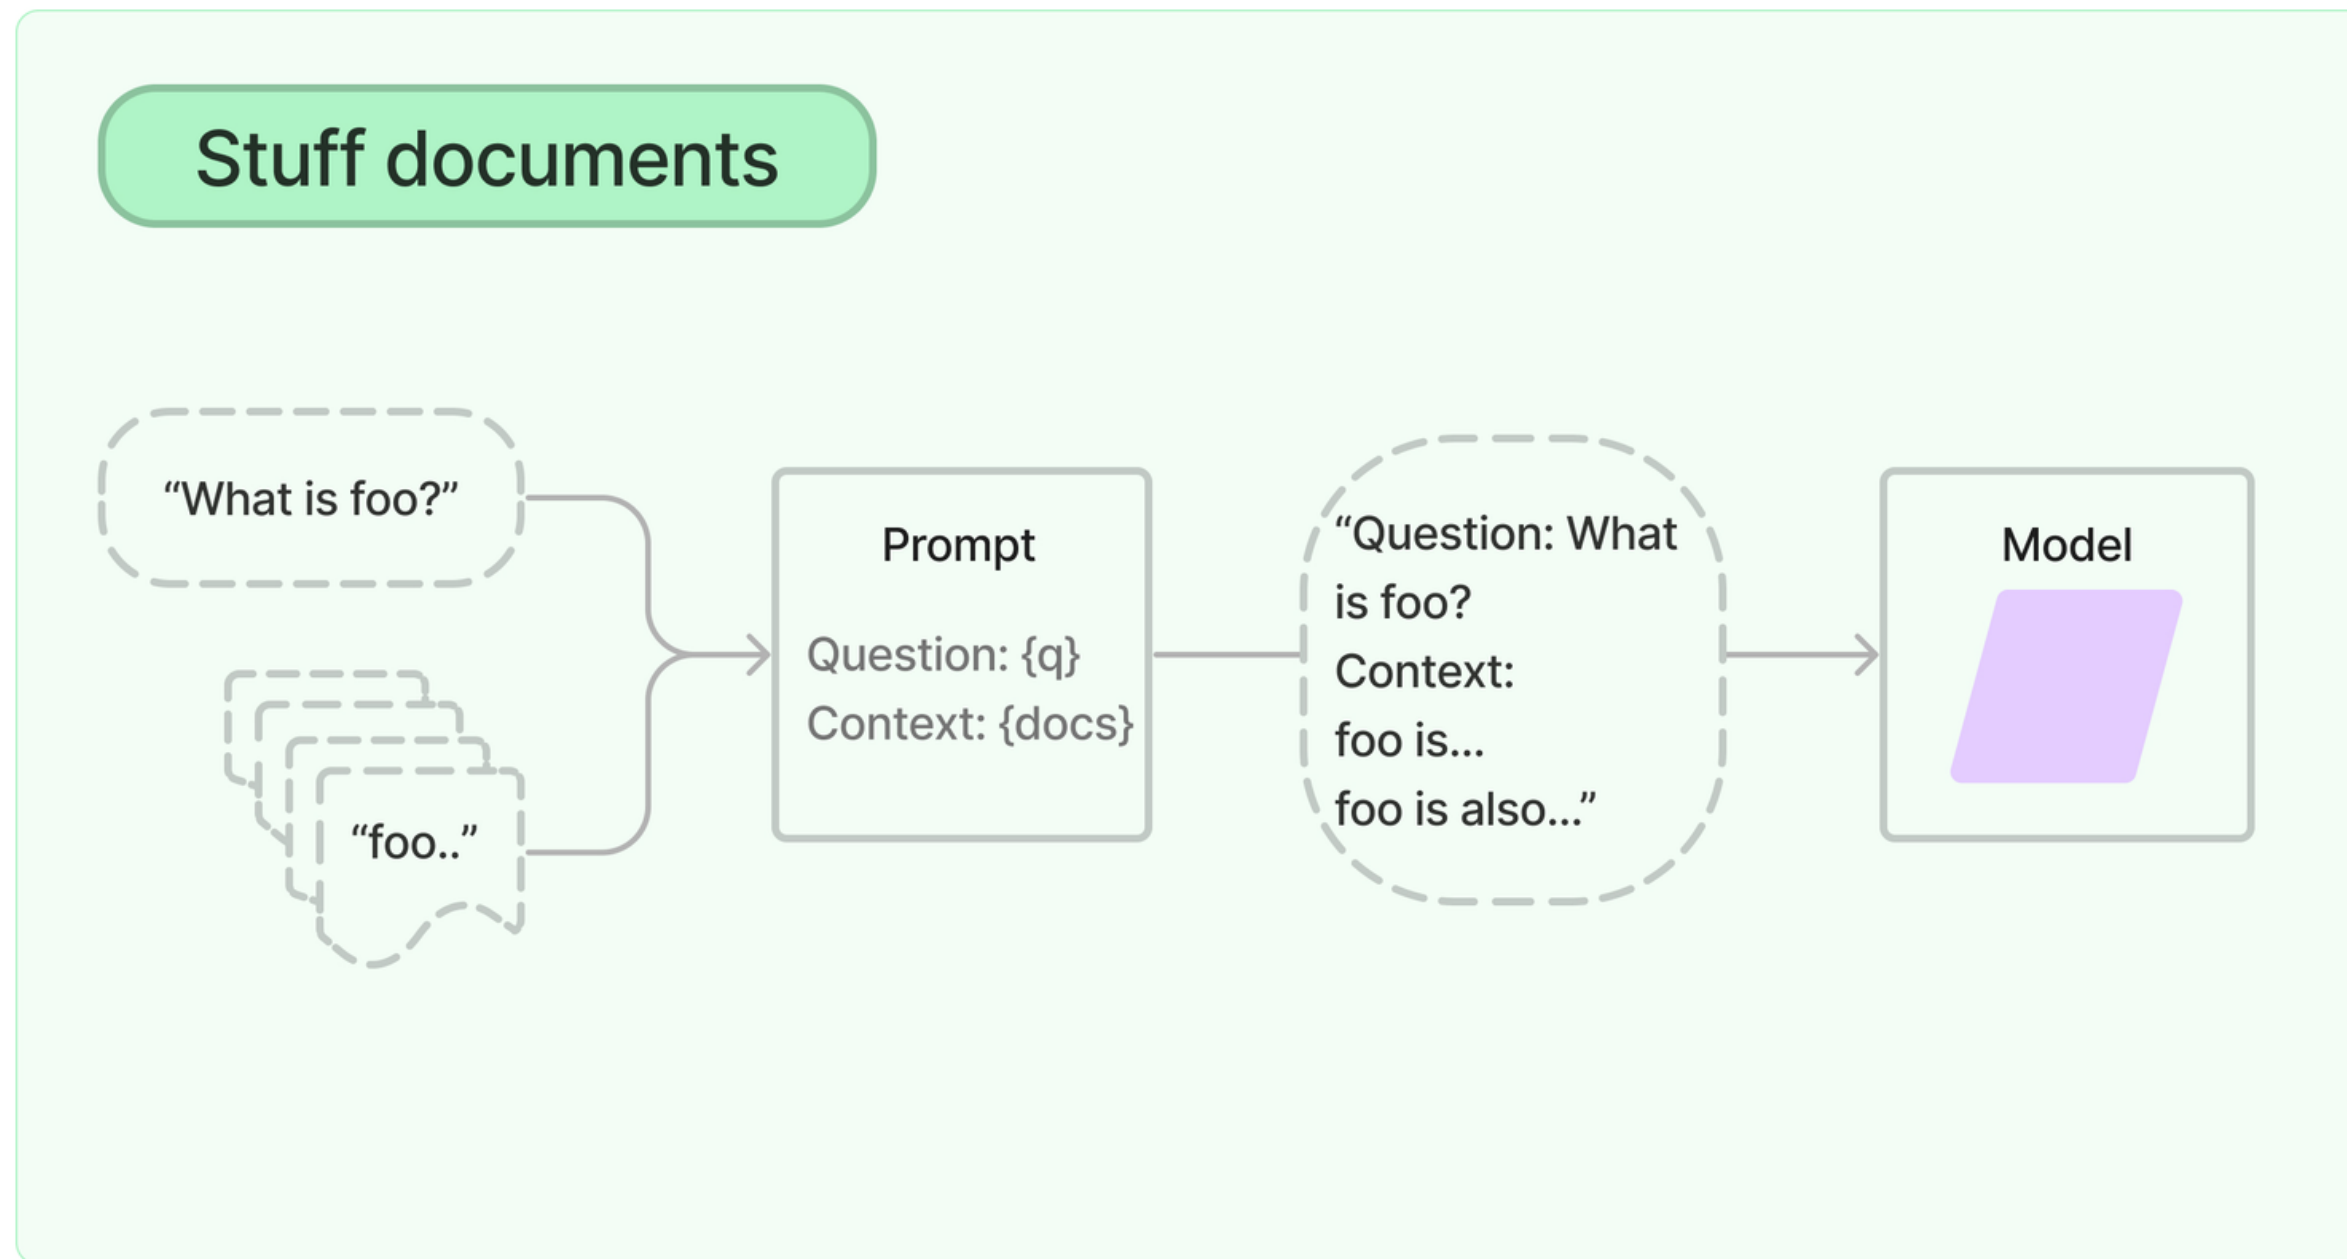 Stuff documents
“What is foo?”
“foo..”
Prompt
Question: {q}
Context: {docs}
“Question: What
is foo?
Context:
foo is...
foo is also...”
Model